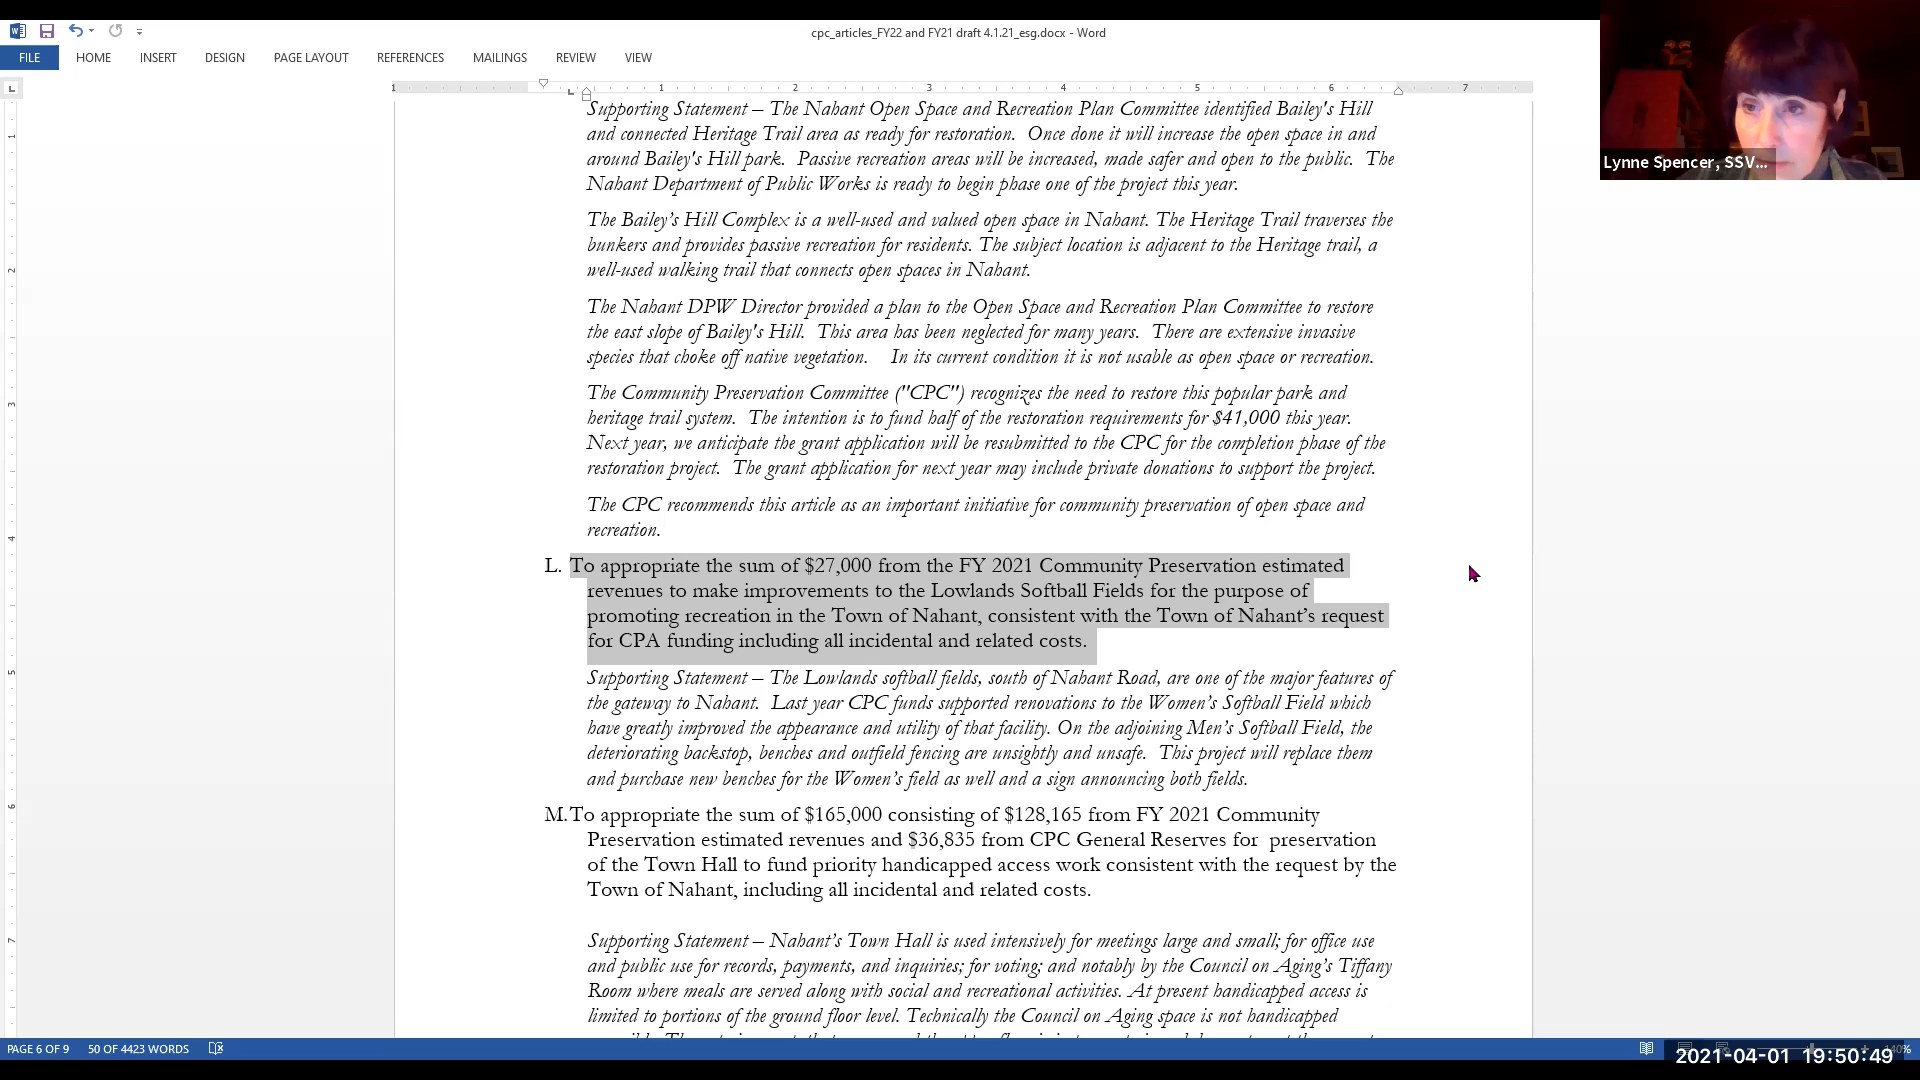 cpc_articles_FY22 and FY21 draft 4.1.21_esg.docx - Word
FILE HOME INSERT DESIGN PAGE LAYOUT REFERENCES MAILINGS REVIEW VIEW
Lynne Spencer, SSV...
1 1 2 3 4 5 6 7
Supporting Statement – The Nahant Open Space and Recreation Plan Committee identified Bailey's Hill
and connected Heritage Trail area as ready for restoration.  Once done it will increase the open space in and
around Bailey's Hill park.  Passive recreation areas will be increased, made safer and open to the public.  The
Nahant Department of Public Works is ready to begin phase one of the project this year.
The Bailey’s Hill Complex is a well-used and valued open space in Nahant. The Heritage Trail traverses the
bunkers and provides passive recreation for residents. The subject location is adjacent to the Heritage trail, a
well-used walking trail that connects open spaces in Nahant.
The Nahant DPW Director provided a plan to the Open Space and Recreation Plan Committee to restore
the east slope of Bailey's Hill.  This area has been neglected for many years.  There are extensive invasive
species that choke off native vegetation.    In its current condition it is not usable as open space or recreation.
The Community Preservation Committee ("CPC") recognizes the need to restore this popular park and
heritage trail system.  The intention is to fund half of the restoration requirements for $41,000 this year.
Next year, we anticipate the grant application will be resubmitted to the CPC for the completion phase of the
restoration project.  The grant application for next year may include private donations to support the project.
The CPC recommends this article as an important initiative for community preservation of open space and
recreation.
L. To appropriate the sum of $27,000 from the FY 2021 Community Preservation estimated
revenues to make improvements to the Lowlands Softball Fields for the purpose of
promoting recreation in the Town of Nahant, consistent with the Town of Nahant’s request
for CPA funding including all incidental and related costs.
Supporting Statement – The Lowlands softball fields, south of Nahant Road, are one of the major features of
the gateway to Nahant.  Last year CPC funds supported renovations to the Women’s Softball Field which
have greatly improved the appearance and utility of that facility. On the adjoining Men’s Softball Field, the
deteriorating backstop, benches and outfield fencing are unsightly and unsafe.  This project will replace them
and purchase new benches for the Women’s field as well and a sign announcing both fields.
M. To appropriate the sum of $165,000 consisting of $128,165 from FY 2021 Community
Preservation estimated revenues and $36,835 from CPC General Reserves for  preservation
of the Town Hall to fund priority handicapped access work consistent with the request by the
Town of Nahant, including all incidental and related costs.
Supporting Statement – Nahant’s Town Hall is used intensively for meetings large and small; for office use
and public use for records, payments, and inquiries; for voting; and notably by the Council on Aging’s Tiffany
Room where meals are served along with social and recreational activities. At present handicapped access is
limited to portions of the ground floor level. Technically the Council on Aging space is not handicapped
PAGE 6 OF 9 50 OF 4423 WORDS
2021-04-01 19:50:49